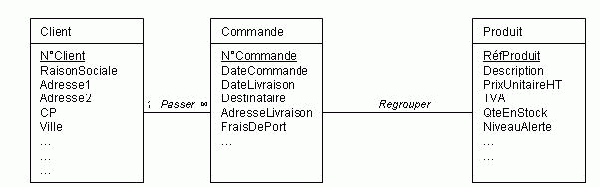 Client
N°Client
RaisonSociale
Adresse1
Adresse2
CP
Ville
...
...
...
1 Passer ∞
Commande
N°Commande
DateCommande
DateLivraison
Destinataire
AdresseLivraison
FraisDePort
...
Regrouper
Produit
RéfProduit
Description
PrixUnitaireHT
TVA
QteEnStock
NiveauAlerte
...
...